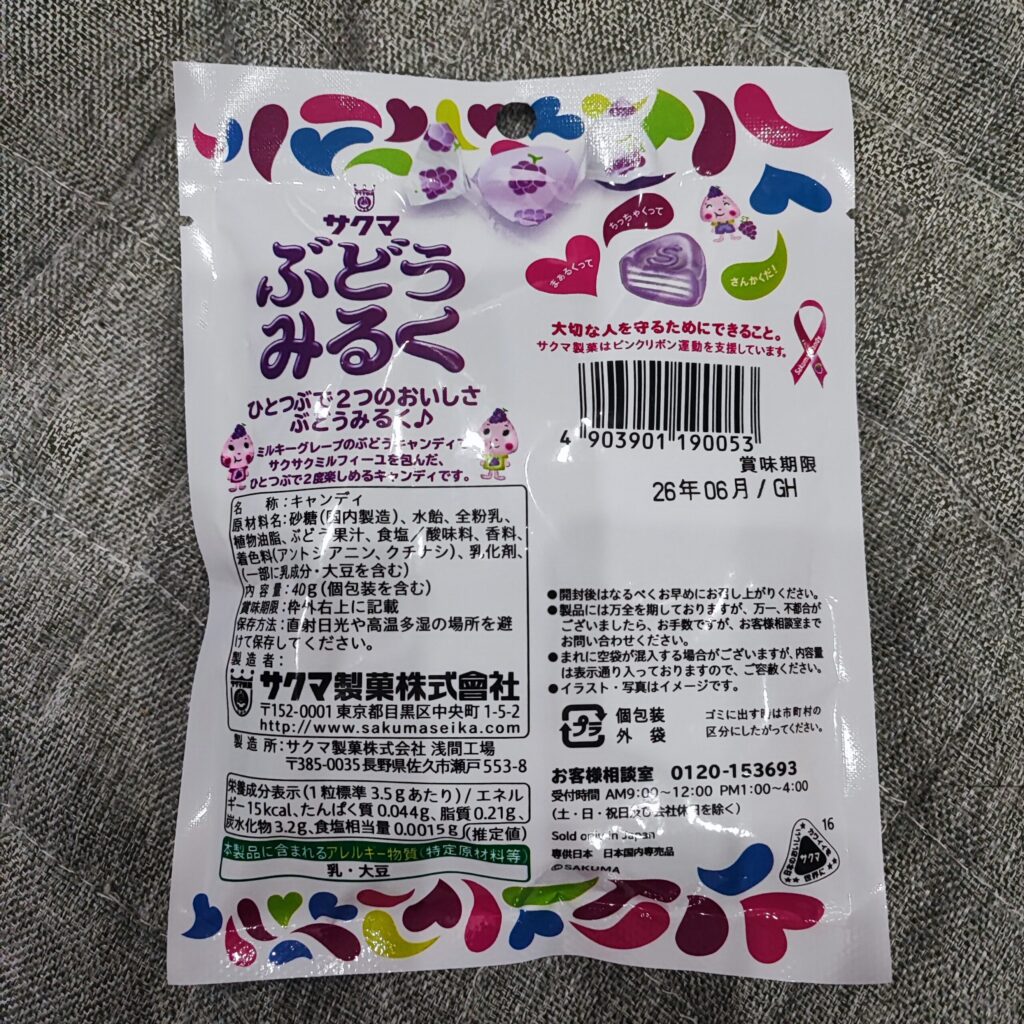 サクマ
ぶどう
みるく
ひとつぶで2つのおいしさ
ぶどうみるく♪
ミルキーグレープのぶどうキャンディで
サクサクミルフィーユを包んだ、
ひとつぶで2度楽しめるキャンディです。
ちっちゃくって
まあるくって
さんかくだ!
大切な人を守るためにできること。
サクマ製菓はピンクリボン運動を支援しています。
4 903901 190053
賞味期限
26年06月/GH
名 称:キャンディ
原材料名:砂糖(国内製造)、水飴、全粉乳、
植物油脂、ぶどう果汁、食塩/酸味料、香料、
着色料(アントシアニン、クチナシ)、乳化剤、
(一部に乳成分・大豆を含む)
内容量:40g(個包装を含む)
賞味期限:枠外右上に記載
保存方法:直射日光や高温多湿の場所を避
けて保存してください。
製造者:
サクマ製菓株式會社
〒152-0001 東京都目黒区中央町1-5-2
http://www.sakumaseika.com
製造所:サクマ製菓株式会社 浅間工場
〒385-0035 長野県佐久市瀬戸553-8
栄養成分表示(1粒標準3.5gあたり)/エネル
ギー15kcal、たんぱく質0.044g、脂質0.21g、
炭水化物3.2g、食塩相当量0.0015g(推定値)
本製品に含まれるアレルギー物質(特定原材料等)
乳・大豆
●開封後はなるべくお早めにお召し上がりください。
●製品には万全を期しておりますが、万一、不都合が
ございましたら、お手数ですが、お客様相談室まで
お問い合わせください。
●まれに空袋が混入する場合がございますが、内容量
は表示通り入っておりますので、ご容赦ください。
●イラスト・写真はイメージです。
プラ
個包装
外 袋
ゴミに出す時は市町村の
区分にしたがってください。
お客様相談室 0120-153693
受付時間 AM9:00~12:00 PM1:00~4:00
(土・日・祝日及び会社休日を除く)
Sold only in Japan
専供日本 日本国内専売品
©SAKUMA
16
サクマ